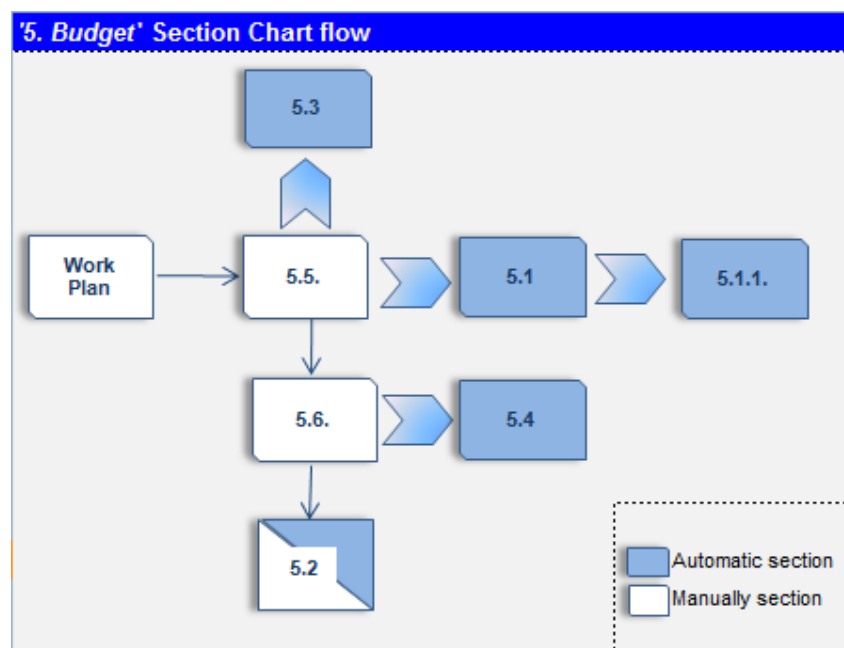 '5. Budget' Section Chart flow
5.3
Work
Plan
5.5.
5.1
5.1.1.
5.6.
5.4
5.2
Automatic section
Manually section